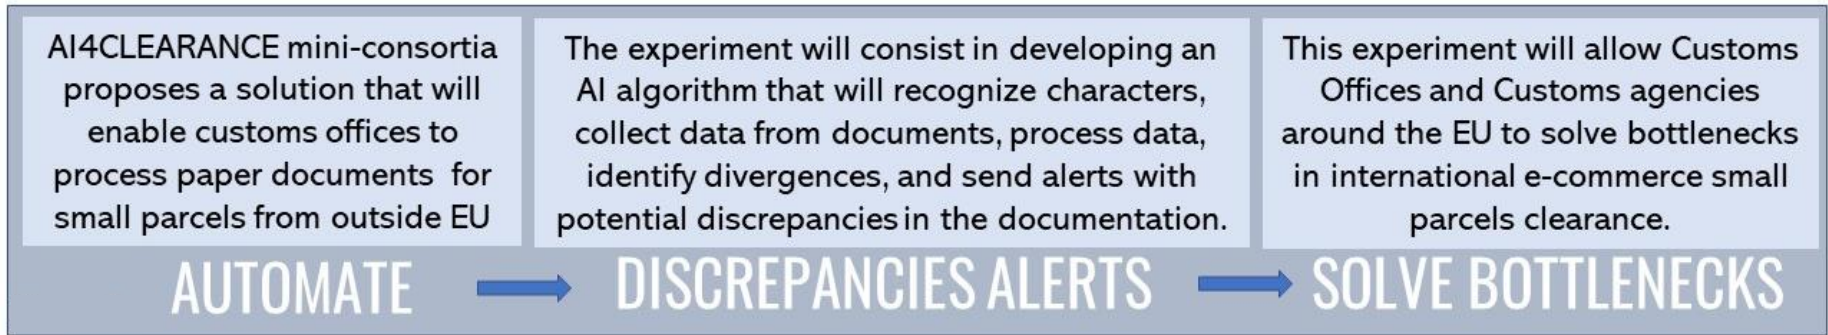 AI4CLEARANCE mini-consortia
proposes a solution that will
enable customs offices to
process paper documents for
small parcels from outside EU
The experiment will consist in developing an
AI algorithm that will recognize characters,
collect data from documents, process data,
identify divergences, and send alerts with
potential discrepancies in the documentation.
This experiment will allow Customs
Offices and Customs agencies
around the EU to solve bottlenecks
in international e-commerce small
parcels clearance.
AUTOMATE
DISCREPANCIES ALERTS
SOLVE BOTTLENECKS